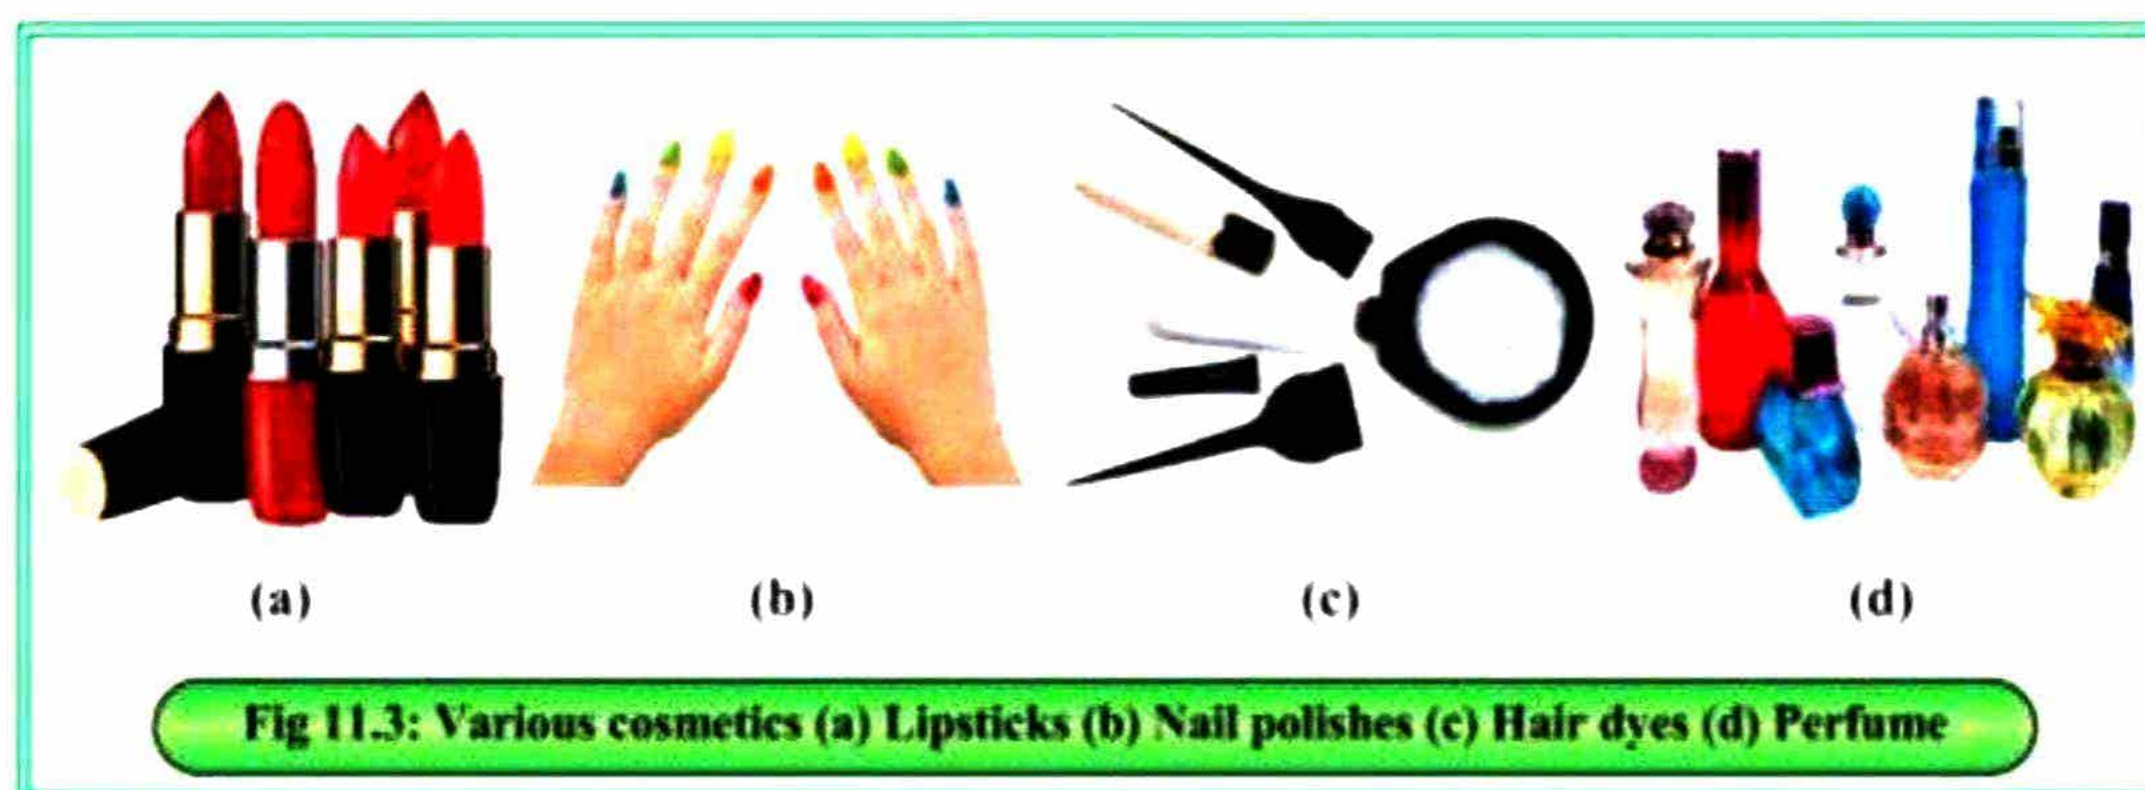 (a) (b) (c) (d)
Fig 11.3: Various cosmetics (a) Lipsticks (b) Nail polishes (c) Hair dyes (d) Perfume